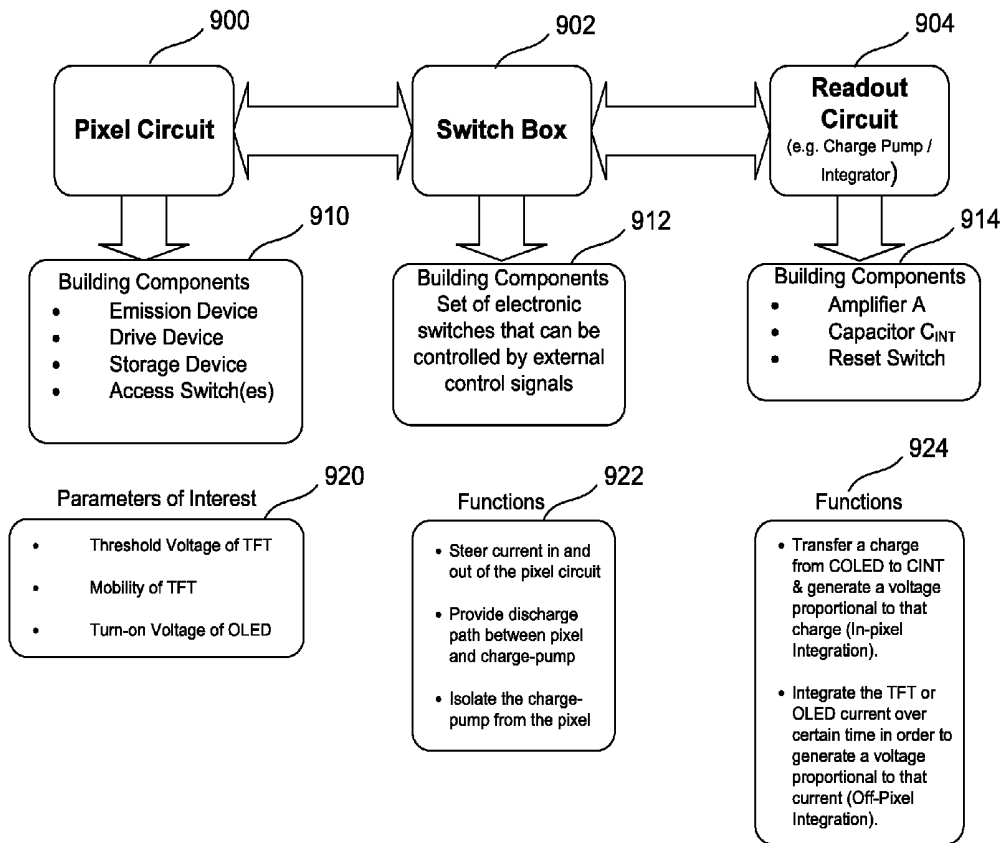 900
902
904
Pixel Circuit
Switch Box
Readout
Circuit
(e.g. Charge Pump /
Integrator)
910
Building Components
• Emission Device
• Drive Device
• Storage Device
• Access Switch(es)
912
Building Components
Set of electronic
switches that can be
controlled by external
control signals
914
Building Components
• Amplifier A
• Capacitor CINT
• Reset Switch
920
Parameters of Interest
• Threshold Voltage of TFT
• Mobility of TFT
• Turn-on Voltage of OLED
922
Functions
• Steer current in and
out of the pixel circuit
• Provide discharge
path between pixel
and charge-pump
• Isolate the charge-
pump from the pixel
924
Functions
• Transfer a charge
from COLED to CINT
& generate a voltage
proportional to that
charge (In-pixel
Integration).
• Integrate the TFT or
OLED current over
certain time in order to
generate a voltage
proportional to that
current (Off-Pixel
Integration).